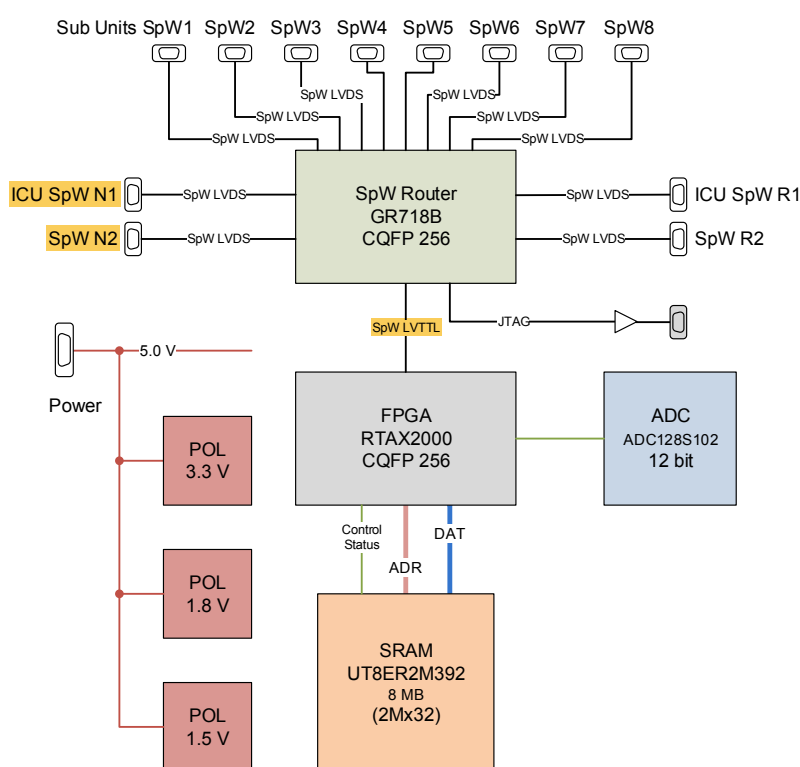 Sub Units SpW1 SpW2 SpW3 SpW4 SpW5 SpW6 SpW7 SpW8
SpW LVDS SpW LVDS
SpW LVDS SpW LVDS
SpW LVDS SpW LVDS
ICU SpW N1 SpW LVDS
SpW N2 SpW LVDS
SpW Router
GR718B
CQFP 256
SpW LVDS ICU SpW R1
SpW LVDS SpW R2
SpW LVTTL
JTAG
5.0 V
Power
POL
3.3 V
POL
1.8 V
POL
1.5 V
FPGA
RTAX2000
CQFP 256
ADC
ADC128S102
12 bit
Control
Status
ADR
DAT
SRAM
UT8ER2M392
8 MB
(2Mx32)